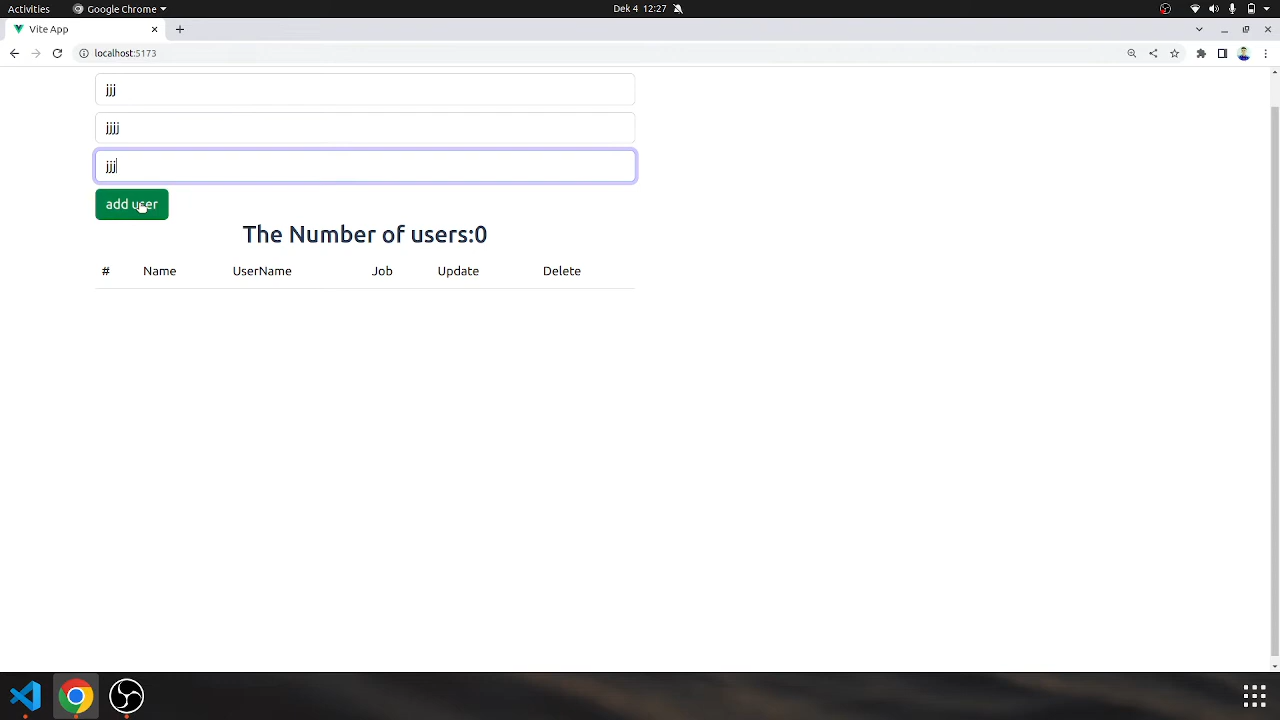 Activities Google Chrome Dek 4 12:27
Vite App
localhost:5173
jjj
jjjj
jjj
add user
The Number of users:0
# Name UserName Job Update Delete